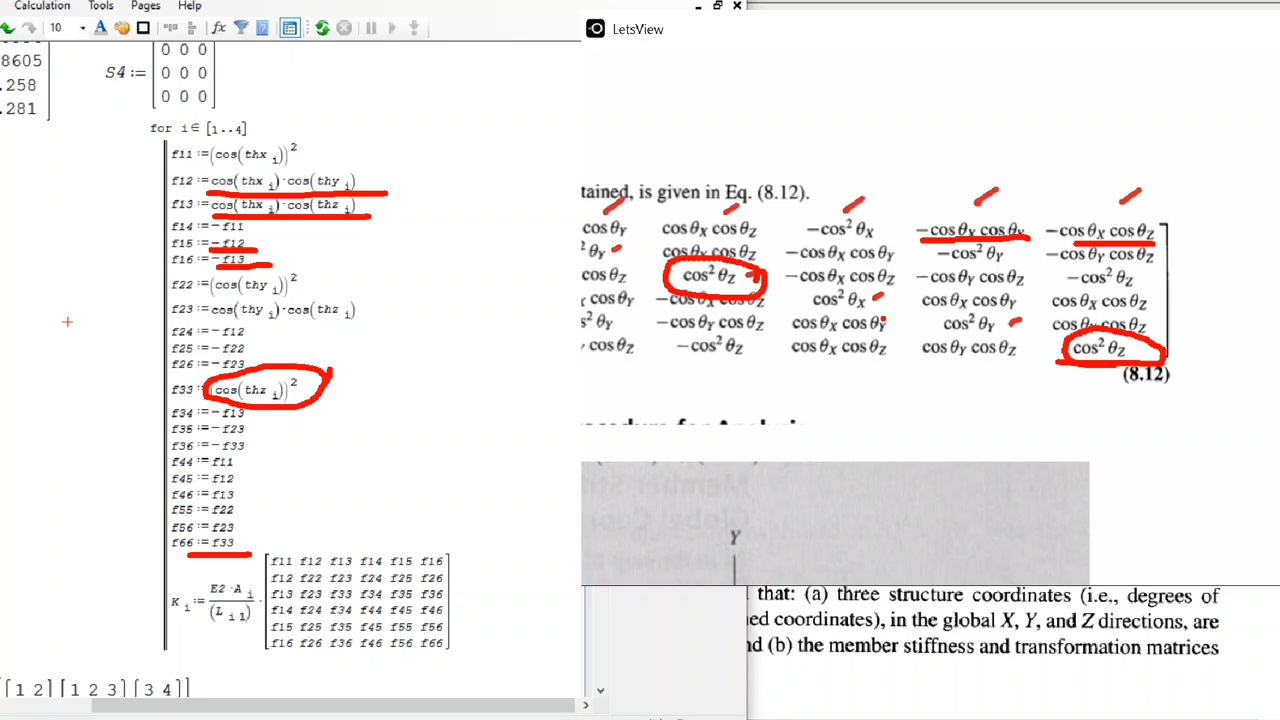 Calculation Tools Pages Help
10 fx
LetsView
8605
.258
.281
S4:=
0 0 0
0 0 0
0 0 0
for i∈ [1..4]
f11:=(cos(thx i))2
f12:=cos(thx i)·cos(thy i)
f13:=cos(thx i)·cos(thz i)
f14:=-f11
f15:=-f12
f16:=-f13
f22:=(cos(thy i))2
f23:=cos(thy i)·cos(thz i)
f24:=-f12
f25:=-f22
f26:=-f23
f33:=(cos(thz i))2
f34:=-f13
f35:=-f23
f36:=-f33
f44:=f11
f45:=f12
f46:=f13
f55:=f22
f56:=f23
f66:=f33
K i:= E2·A i / (L i 1) ·
f11 f12 f13 f14 f15 f16
f12 f22 f23 f24 f25 f26
f13 f23 f33 f34 f35 f36
f14 f24 f34 f44 f45 f46
f15 f25 f35 f45 f55 f56
f16 f26 f36 f46 f56 f66
[[1 2][1 2 3][3 4]]
tained, is given in Eq. (8.12).
cos θY cos θX cos θZ −cos² θX −cos θX cos θY −cos θX cos θZ
² θY cos θY cos θZ −cos θX cos θY −cos² θY −cos θY cos θZ
cos θZ cos² θZ −cos θX cos θZ −cos θY cos θZ −cos² θZ
cos θY −cos θX cos θZ cos² θX cos θX cos θY cos θX cos θZ
s² θY −cos θY cos θZ cos θX cos θY cos² θY cos θY cos θZ
cos θZ −cos² θZ cos θX cos θZ cos θY cos θZ cos² θZ
(8.12)
Y
that: (a) three structure coordinates (i.e., degrees of
ed coordinates), in the global X, Y, and Z directions, are
nd (b) the member stiffness and transformation matrices